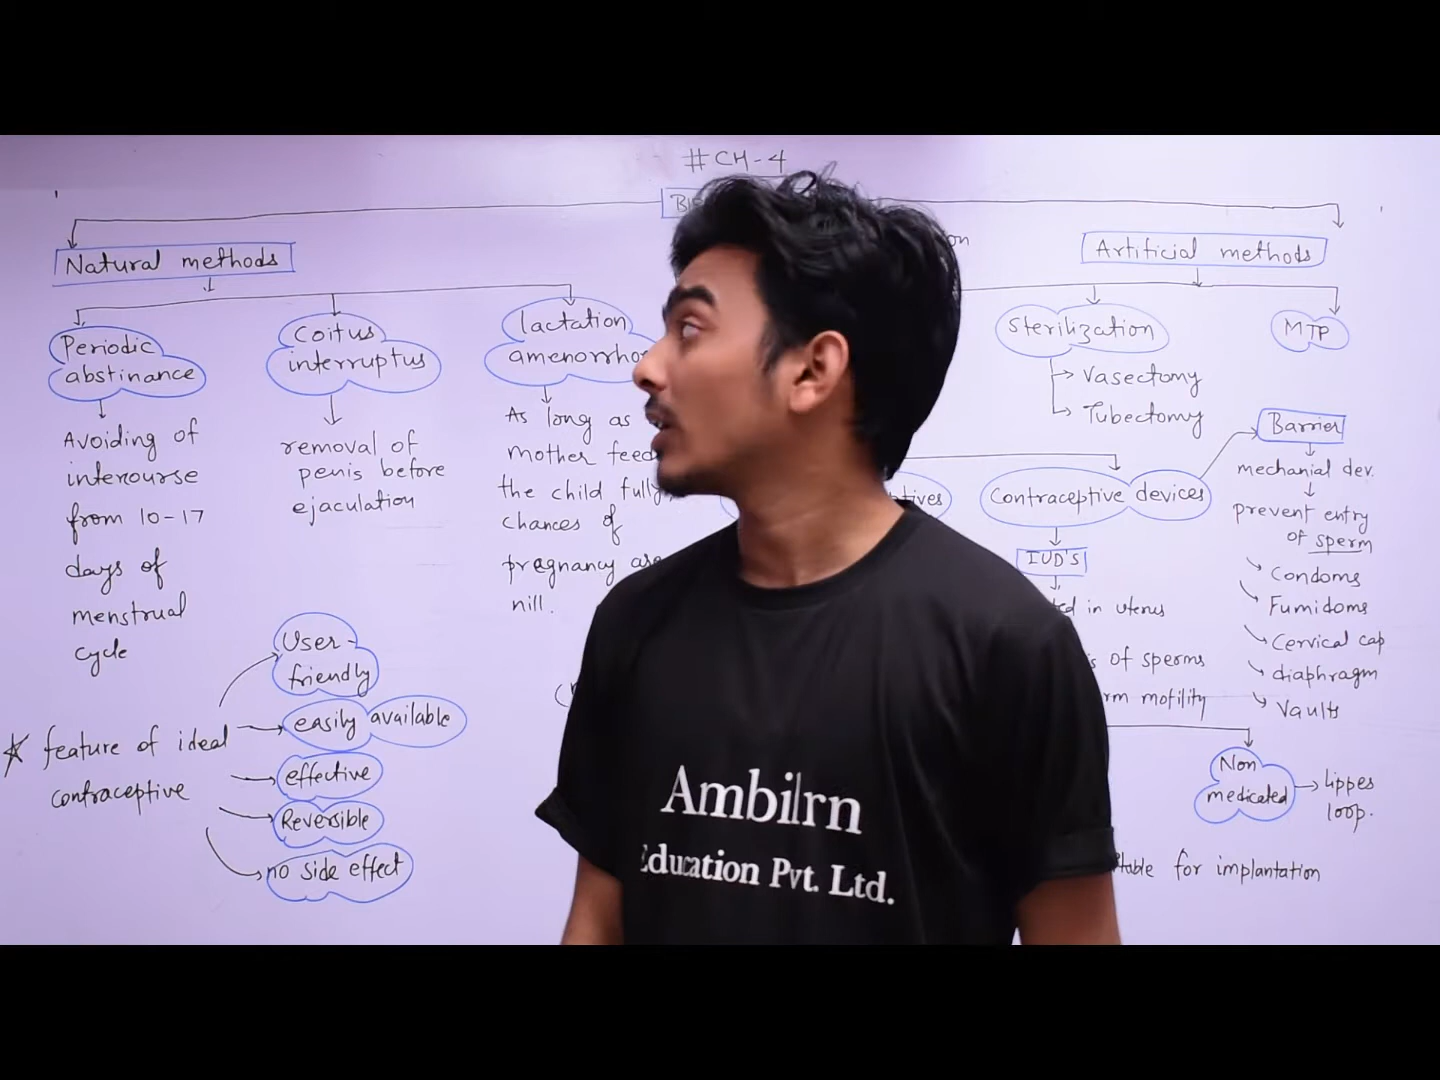 #CH-4
Natural methods
Artificial methods
Periodic
abstinance
Avoiding of
intercourse
from 10-17
days of
menstrual
cycle
Coitus
interruptus
removal of
penis before
ejaculation
lactation
As long as
mother feed
the child fully,
chances of
pregnancy are
nill.
Sterilization
Vasectomy
Tubectomy
MTP
Barrier
mechanial dev.
prevent entry
of sperm
Condoms
Fumidoms
Cervical cap
diaphragm
Vaults
Contraceptive devices
IUD'S
in uterus
of sperms
motility
Non
medicated
lippes
loop.
for implantation
feature of ideal
contraceptive
User-
friendly
easily available
effective
Reversible
no side effect
Ambilrn
Education Pvt. Ltd.